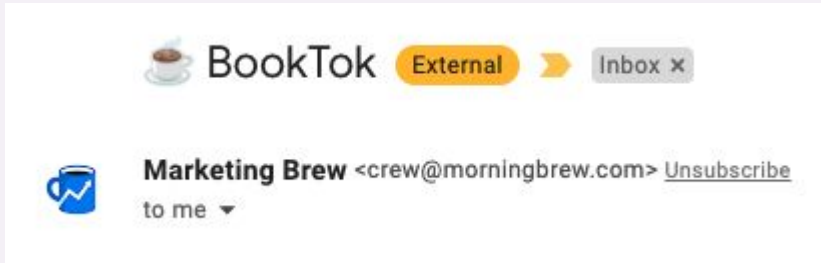 ☕ BookTok External Inbox ×
Marketing Brew <crew@morningbrew.com> Unsubscribe
to me